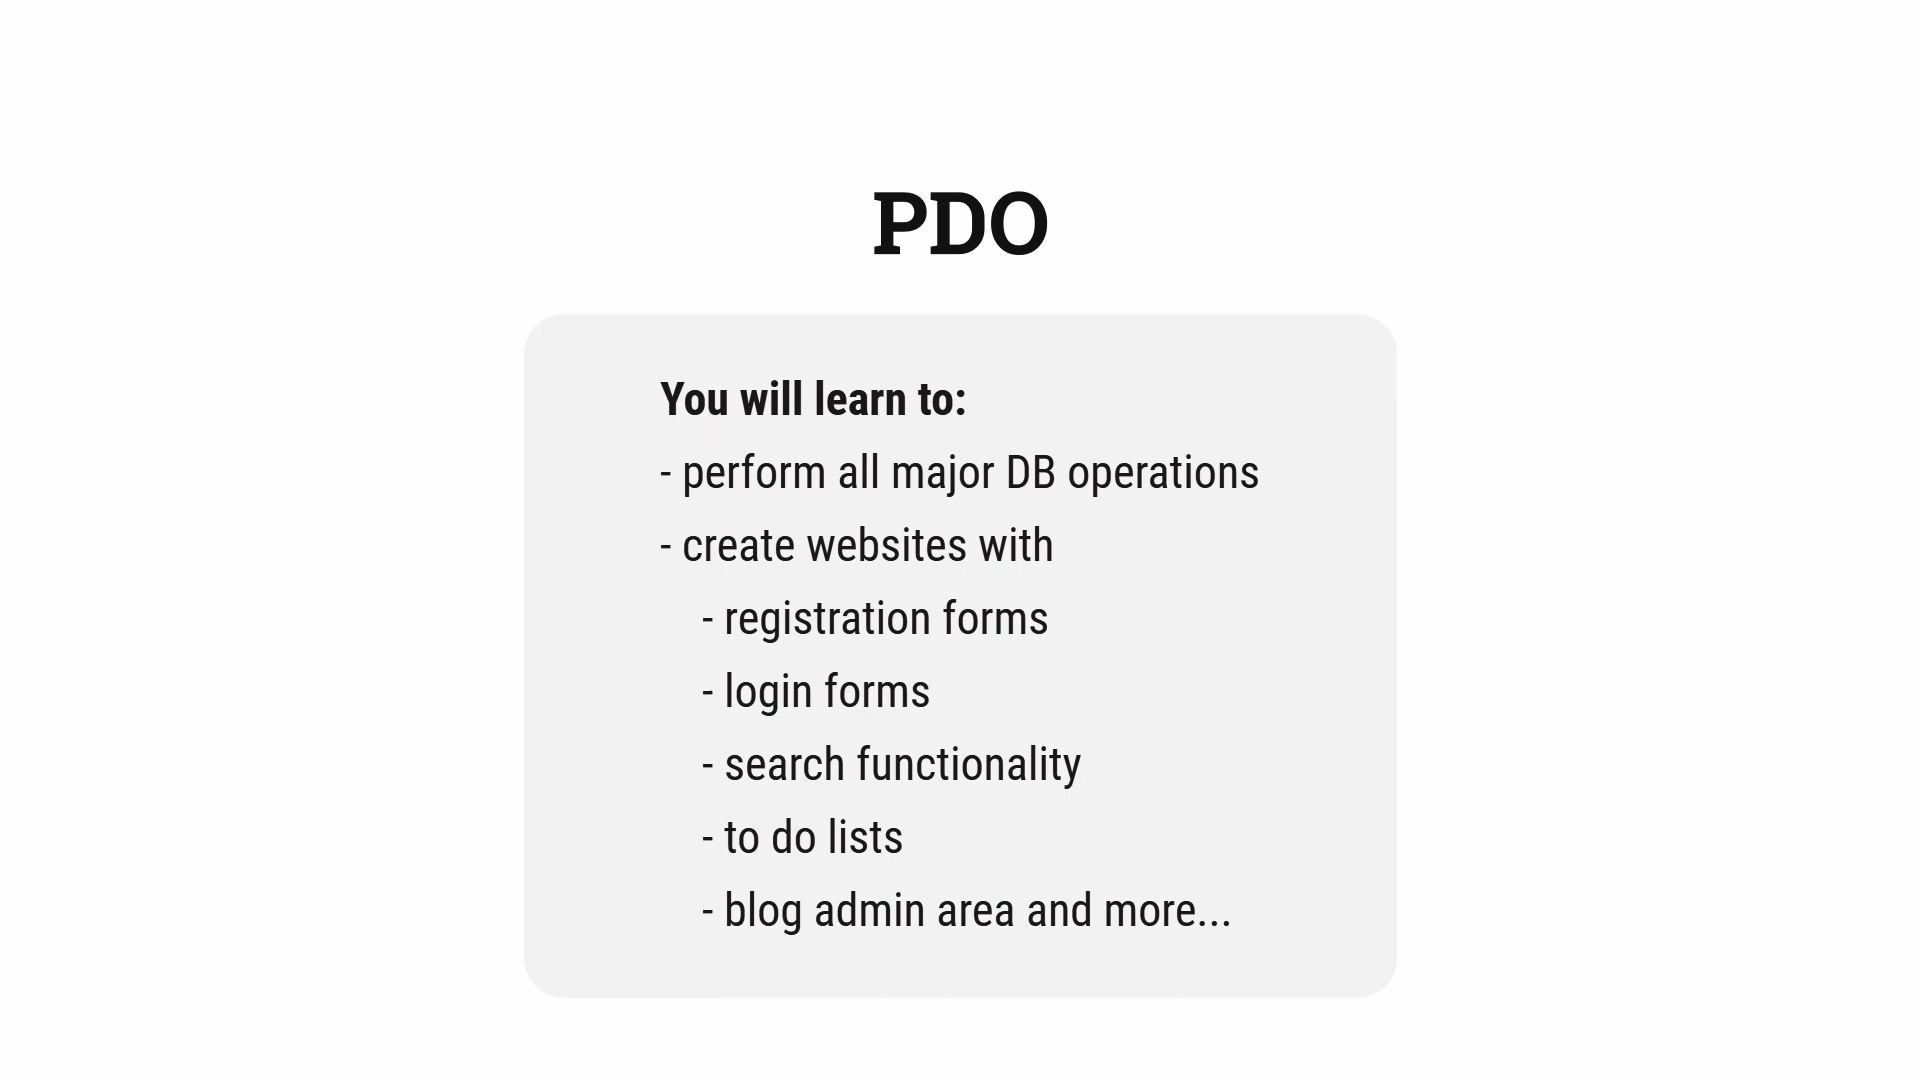 PDO
You will learn to:
- perform all major DB operations
- create websites with
- registration forms
- login forms
- search functionality
- to do lists
- blog admin area and more...